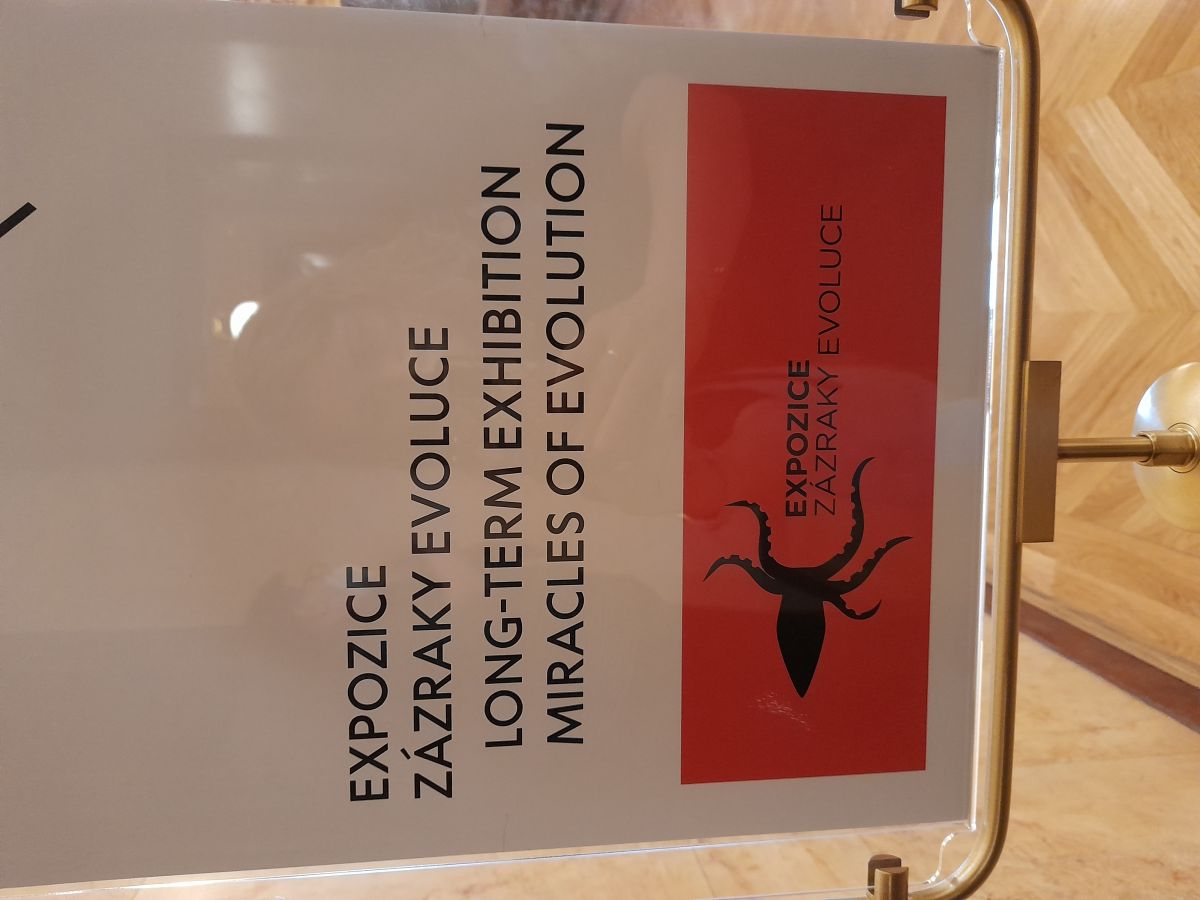 EXPOZICE
ZÁZRAKY EVOLUCE
LONG-TERM EXHIBITION
MIRACLES OF EVOLUTION
EXPOZICE
ZÁZRAKY EVOLUCE